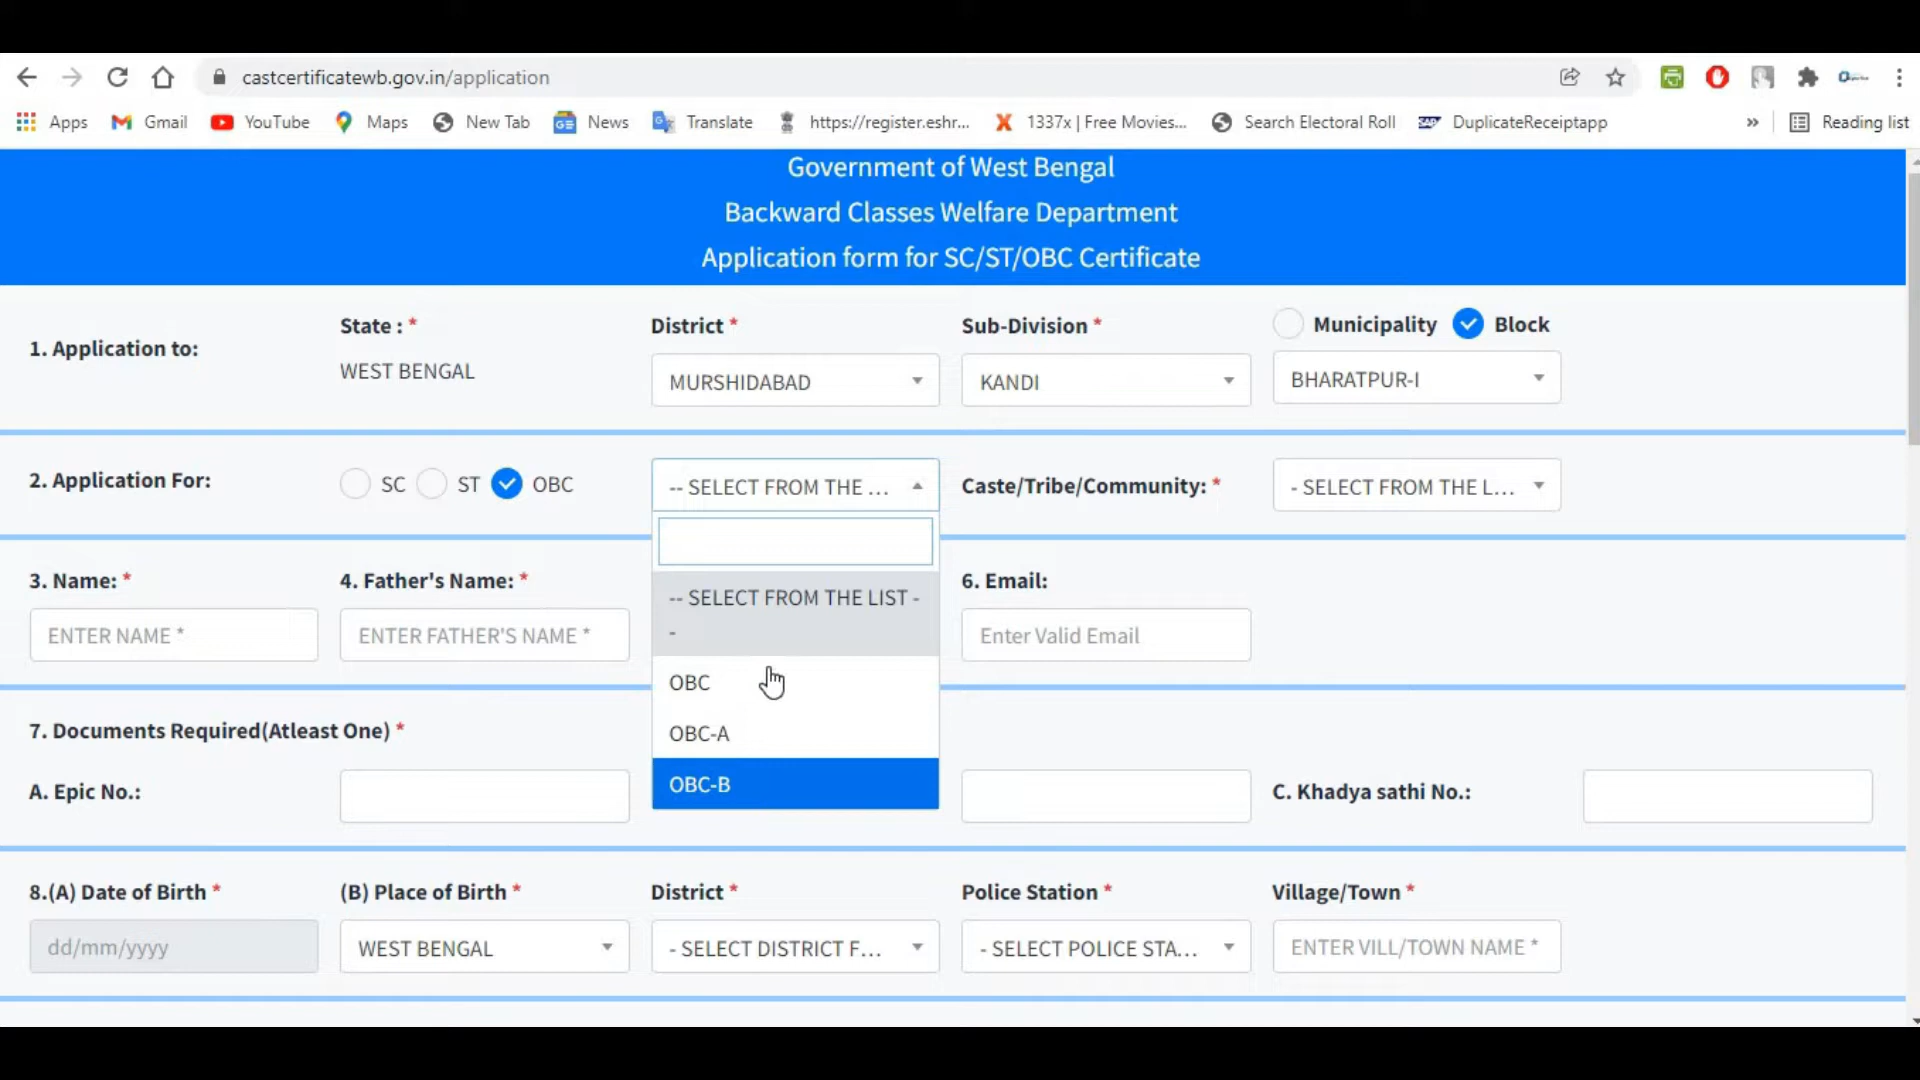 castcertificatewb.gov.in/application
Apps Gmail YouTube Maps New Tab News Translate https://register.eshr... 1337x | Free Movies... Search Electoral Roll DuplicateReceiptapp » Reading list
Government of West Bengal
Backward Classes Welfare Department
Application form for SC/ST/OBC Certificate
1. Application to:
State : *
WEST BENGAL
District *
MURSHIDABAD
Sub-Division *
KANDI
Municipality Block
BHARATPUR-I
2. Application For:
SC ST OBC
-- SELECT FROM THE ...
Caste/Tribe/Community: *
- SELECT FROM THE L...
-- SELECT FROM THE LIST -
-
OBC
OBC-A
OBC-B
3. Name: *
ENTER NAME *
4. Father's Name: *
ENTER FATHER'S NAME *
6. Email:
Enter Valid Email
7. Documents Required(Atleast One) *
A. Epic No.:
C. Khadya sathi No.:
8.(A) Date of Birth *
dd/mm/yyyy
(B) Place of Birth *
WEST BENGAL
District *
- SELECT DISTRICT F...
Police Station *
- SELECT POLICE STA...
Village/Town *
ENTER VILL/TOWN NAME *